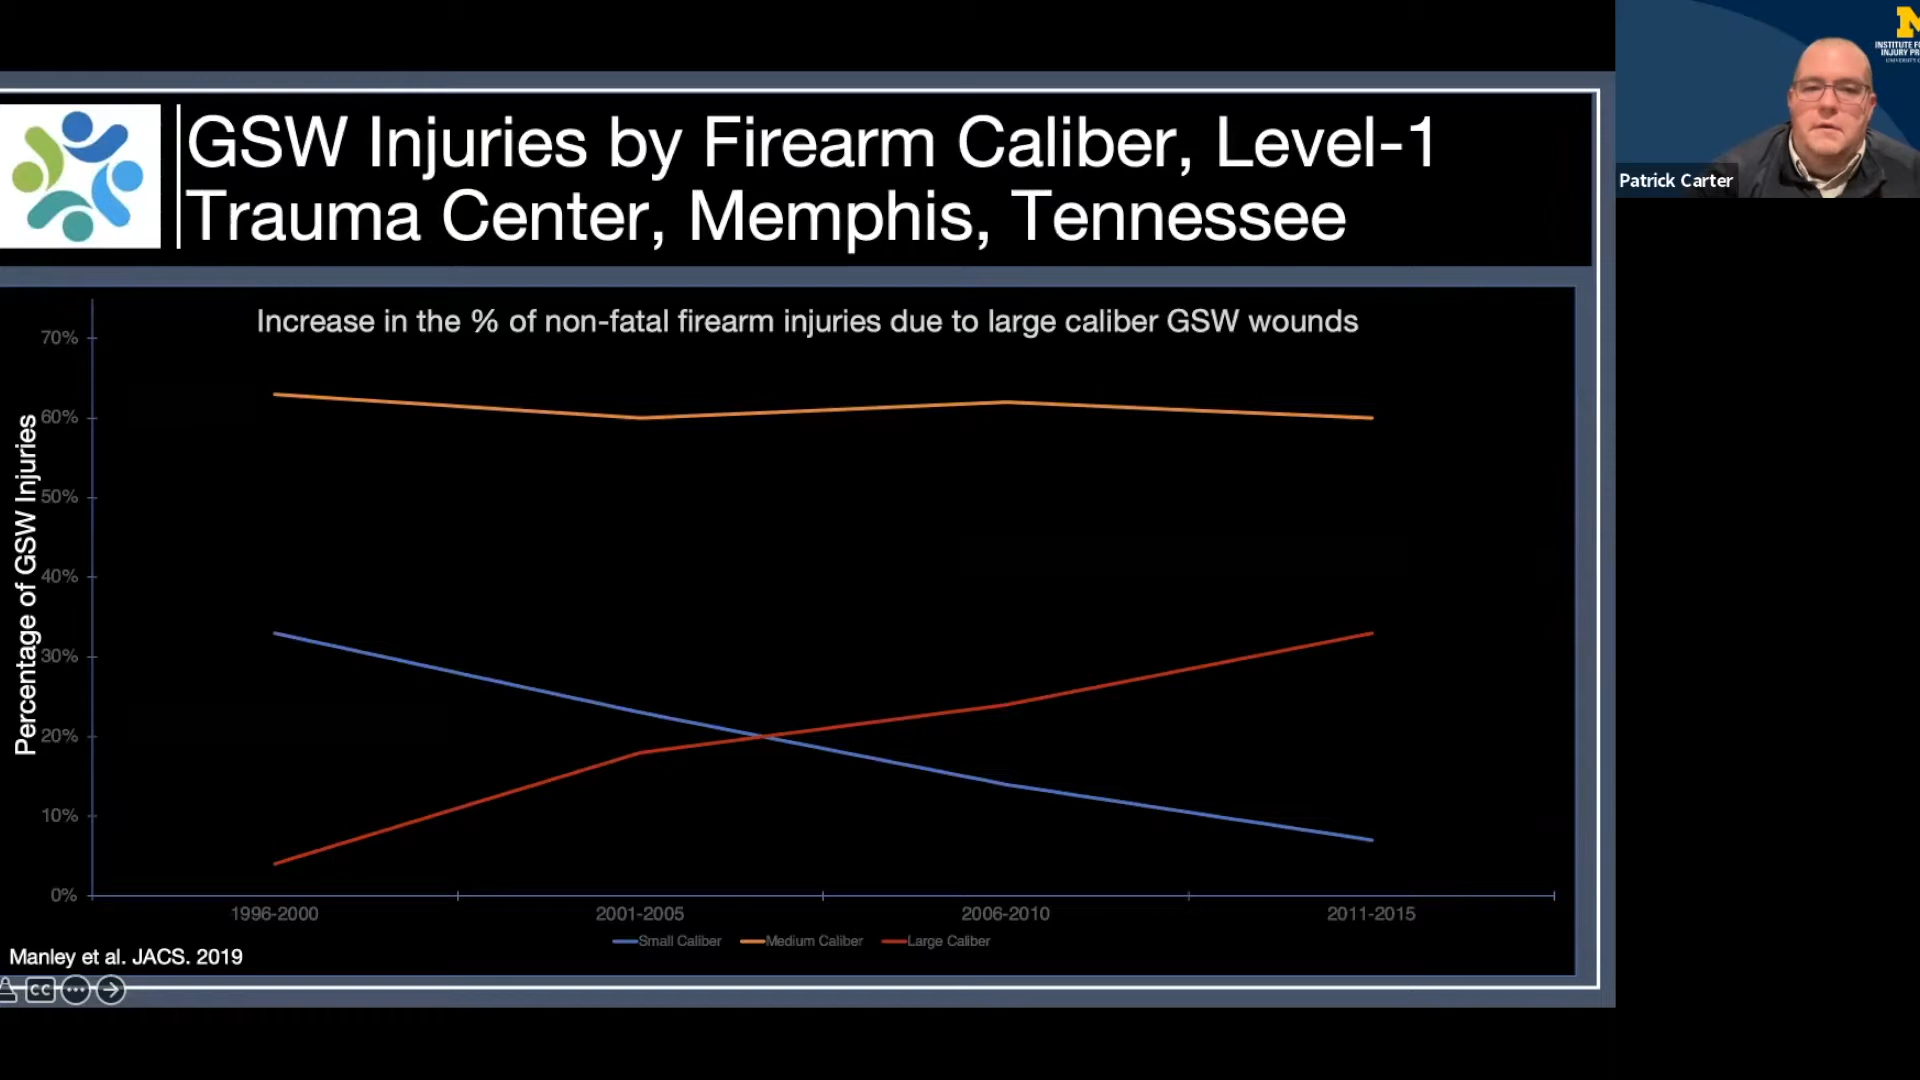 GSW Injuries by Firearm Caliber, Level-1
Trauma Center, Memphis, Tennessee
Increase in the % of non-fatal firearm injuries due to large caliber GSW wounds
Percentage of GSW Injuries
70%
60%
50%
40%
30%
20%
10%
0%
1996-2000
2001-2005
2006-2010
2011-2015
Small Caliber
Medium Caliber
Large Caliber
Manley et al. JACS. 2019
CC
Patrick Carter
M
INSTITUTE
INJURY